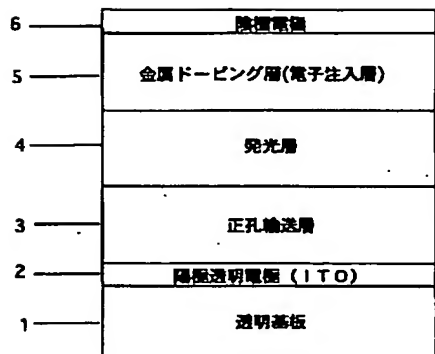 6 陰極電極
5 金属ドーピング層(電子注入層)
4 発光層
3 正孔輸送層
2 陽極透明電極(ITO)
1 透明基板